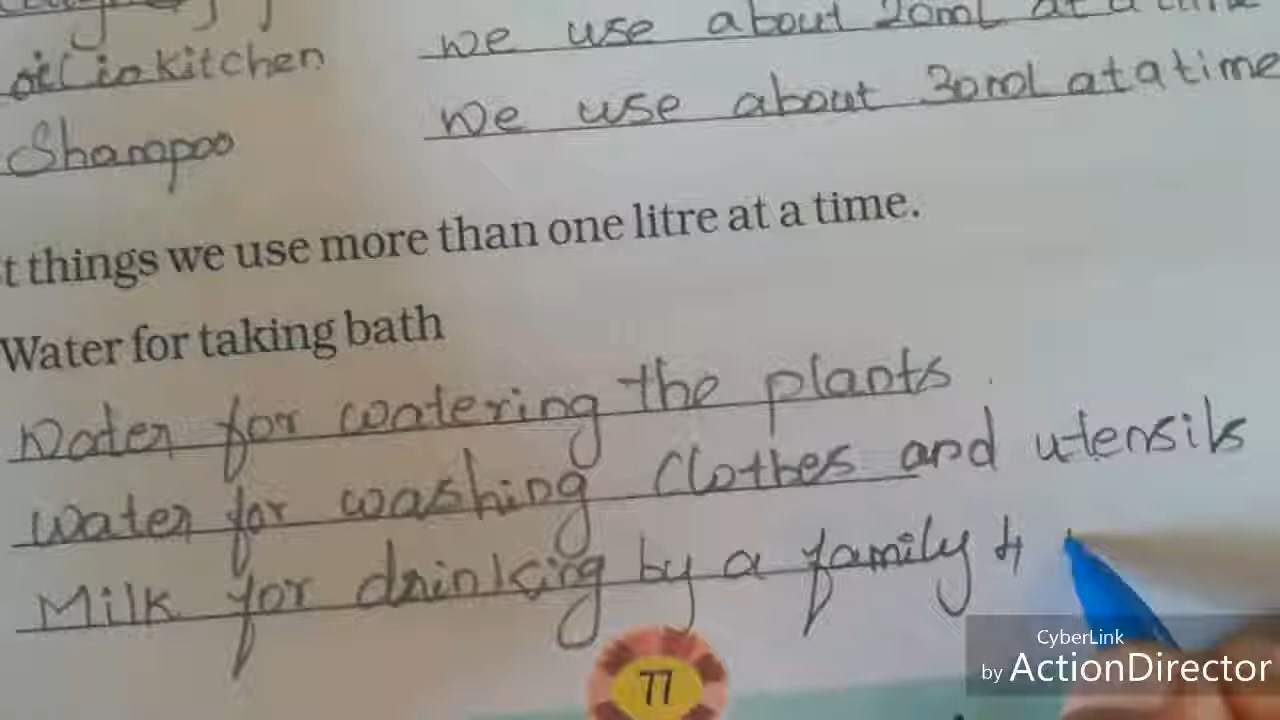 we use about 20ml at a time
oil in kitchen
we use about 30ml at a time
Shampoo
t things we use more than one litre at a time.
Water for taking bath
Water for watering the plants.
water for washing clothes and utensils
Milk for drinking by a family 4
77
CyberLink
by ActionDirector